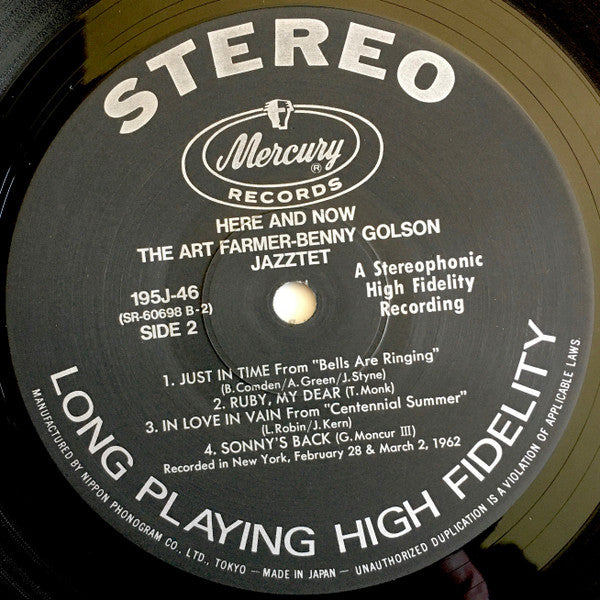 STEREO
Mercury
®
RECORDS
HERE AND NOW
THE ART FARMER-BENNY GOLSON
JAZZTET
195J-46
(SR-60698 B-2)
SIDE 2
A Stereophonic
High Fidelity
Recording
1. JUST IN TIME From "Bells Are Ringing"
(B. Comden/A. Green/J. Styne)
2. RUBY, MY DEAR (T. Monk)
3. IN LOVE IN VAIN From "Centennial Summer"
(L. Robin/J. Kern)
4. SONNY'S BACK (G. Moncur III)
Recorded in New York, February 28 & March 2, 1962
LONG PLAYING HIGH FIDELITY
MANUFACTURED BY NIPPON PHONOGRAM CO., LTD., TOKYO — MADE IN JAPAN — UNAUTHORIZED DUPLICATION IS A VIOLATION OF APPLICABLE LAWS.